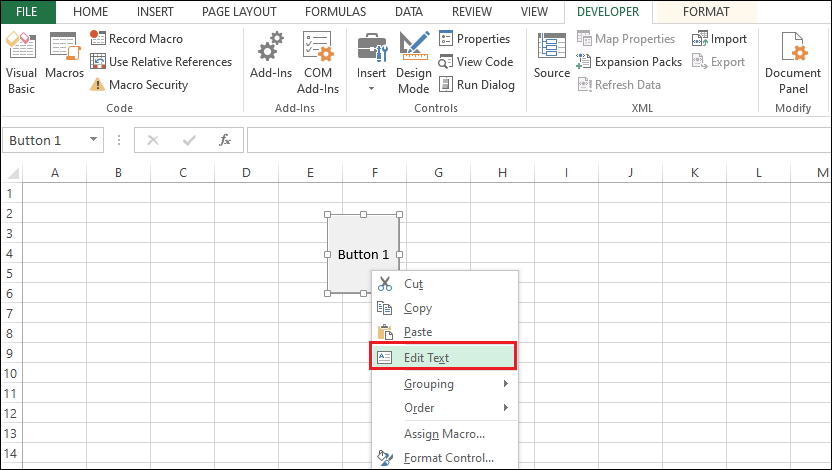 FILE HOME INSERT PAGE LAYOUT FORMULAS DATA REVIEW VIEW DEVELOPER FORMAT
Visual Basic
Macros
Record Macro
Use Relative References
Macro Security
Code
Add-Ins
COM Add-Ins
Add-Ins
Insert
Design Mode
Properties
View Code
Run Dialog
Controls
Source
Map Properties
Expansion Packs
Refresh Data
Import
Export
XML
Document Panel
Modify
Button 1
fx
A B C D E F G H I J K L M
1
2
3
4
5
6
7
8
9
10
11
12
13
14
Button 1
Cut
Copy
Paste
Edit Text
Grouping
Order
Assign Macro...
Format Control...